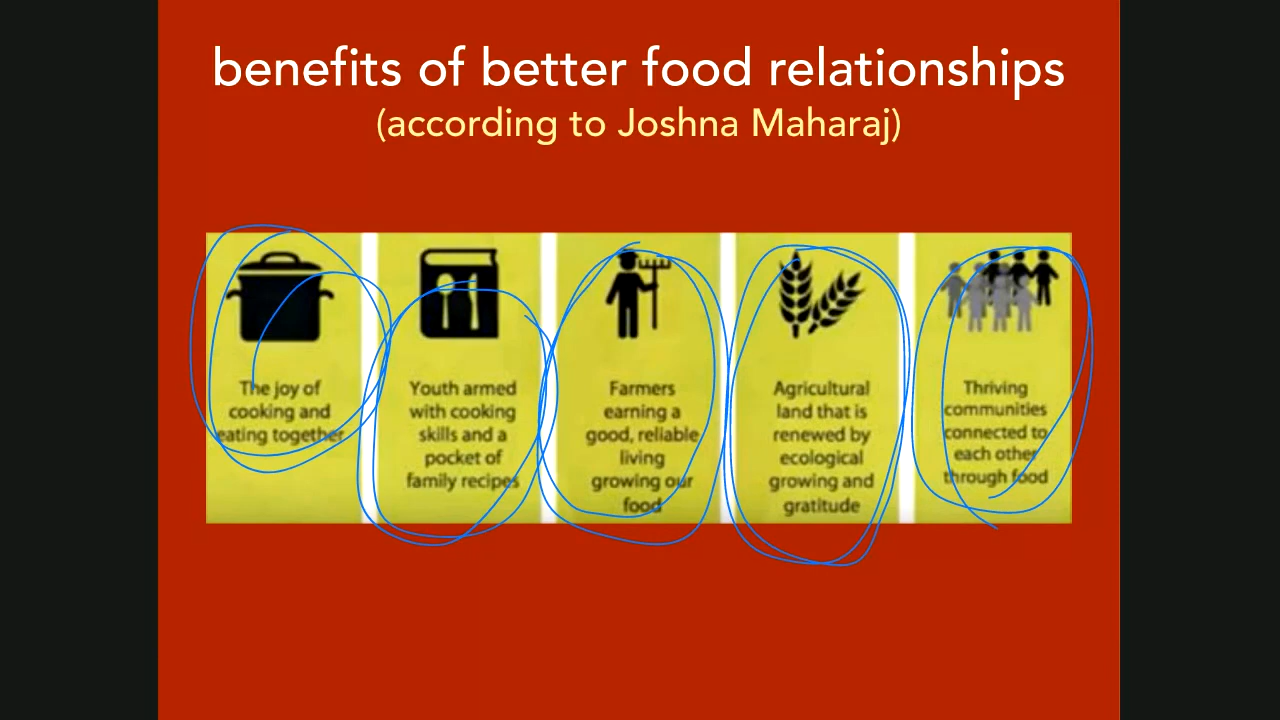 benefits of better food relationships
(according to Joshna Maharaj)
The joy of
cooking and
eating together
Youth armed
with cooking
skills and a
pocket of
family recipes
Farmers
earning a
good, reliable
living
growing our
food
Agricultural
land that is
renewed by
ecological
growing and
gratitude
Thriving
communities
connected to
each other
through food